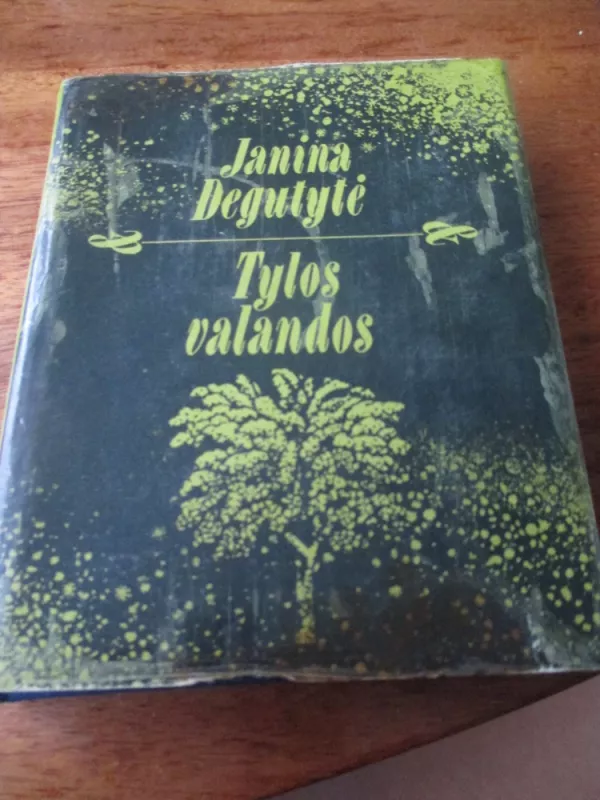 Janina
Degutytė
Tylos
valandos